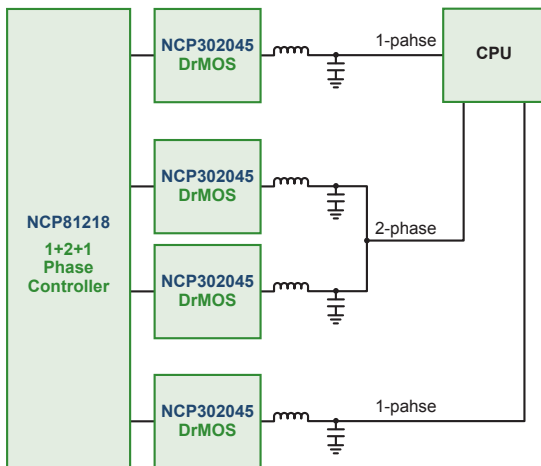 NCP302045
DrMOS
1-pahse
CPU
NCP302045
DrMOS
NCP81218
1+2+1
Phase
Controller
2-phase
NCP302045
DrMOS
NCP302045
DrMOS
1-pahse